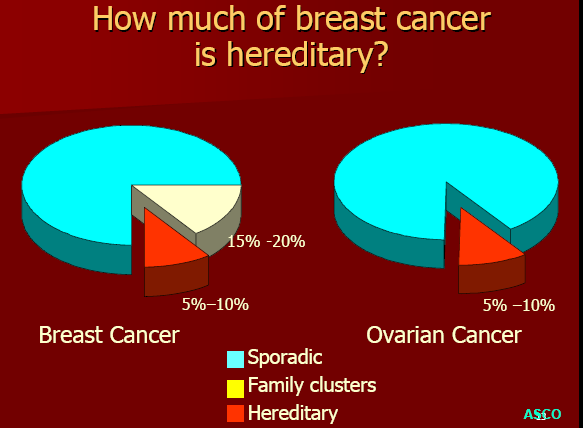 How much of breast cancer
is hereditary?
15% -20%
5%–10%
5% –10%
Breast Cancer
Ovarian Cancer
Sporadic
Family clusters
Hereditary
ASCO